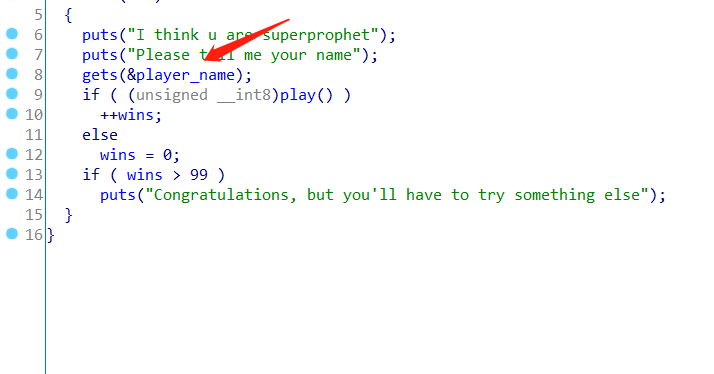 5 {
6 puts("I think u are superprophet");
7 puts("Please tell me your name");
8 gets(&player_name);
9 if ( (unsigned __int8)play() )
10 ++wins;
11 else
12 wins = 0;
13 if ( wins > 99 )
14 puts("Congratulations, but you'll have to try something else");
15 }
16 }